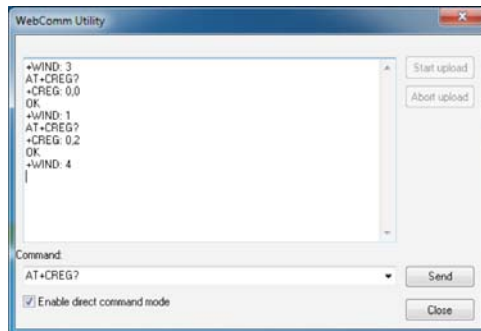 WebComm Utility
+WIND: 3
AT+CREG?
+CREG: 0,0
OK
+WIND: 1
AT+CREG?
+CREG: 0,2
OK
+WIND: 4
Start upload
Abort upload
Command:
AT+CREG?
Send
Enable direct command mode
Close